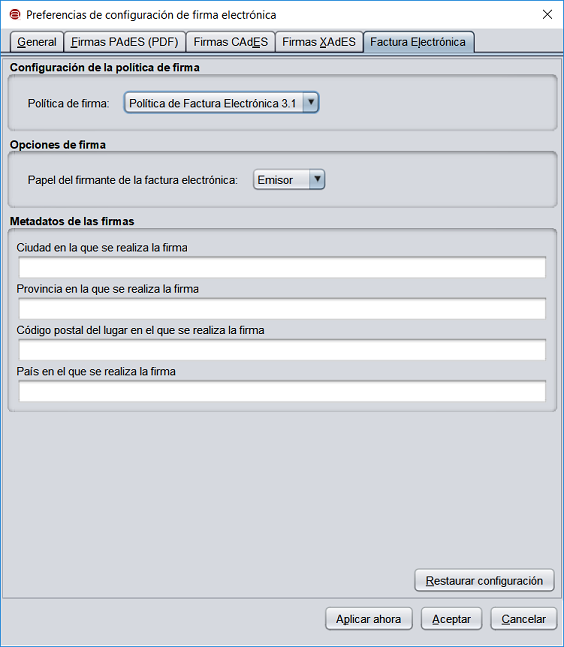 Preferencias de configuración de firma electrónica
General Firmas PAdES (PDF) Firmas CAdES Firmas XAdES Factura Electrónica
Configuración de la política de firma
Política de firma: Política de Factura Electrónica 3.1
Opciones de firma
Papel del firmante de la factura electrónica: Emisor
Metadatos de las firmas
Ciudad en la que se realiza la firma
Provincia en la que se realiza la firma
Código postal del lugar en el que se realiza la firma
País en el que se realiza la firma
Restaurar configuración
Aplicar ahora Aceptar Cancelar